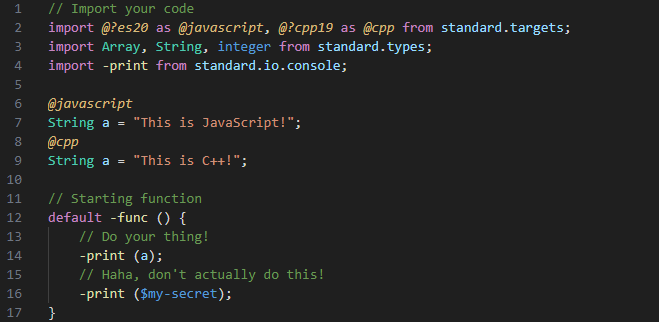 1 // Import your code
2 import @?es20 as @javascript, @?cpp19 as @cpp from standard.targets;
3 import Array, String, integer from standard.types;
4 import -print from standard.io.console;
5
6 @javascript
7 String a = "This is JavaScript!";
8 @cpp
9 String a = "This is C++!";
10
11 // Starting function
12 default -func () {
13     // Do your thing!
14     -print (a);
15     // Haha, don't actually do this!
16     -print ($my-secret);
17 }